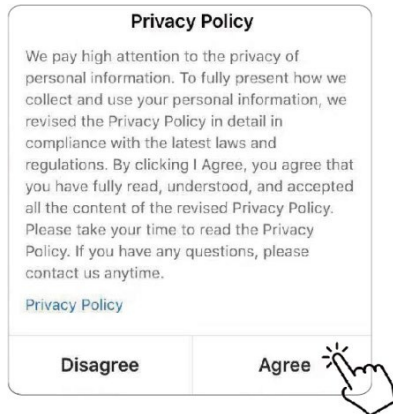 Privacy Policy
We pay high attention to the privacy of
personal information. To fully present how we
collect and use your personal information, we
revised the Privacy Policy in detail in
compliance with the latest laws and
regulations. By clicking I Agree, you agree that
you have fully read, understood, and accepted
all the content of the revised Privacy Policy.
Please take your time to read the Privacy
Policy. If you have any questions, please
contact us anytime.
Privacy Policy
Disagree
Agree